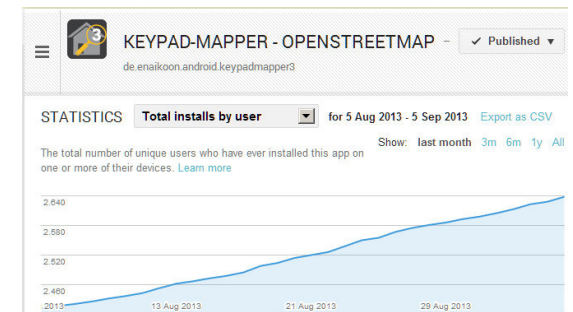 3
KEYPAD-MAPPER - OPENSTREETMAP -
Published
de.enaikoon.android.keypadmapper3
STATISTICS Total installs by user for 5 Aug 2013 - 5 Sep 2013 Export as CSV
Show: last month 3m 6m 1y All
The total number of unique users who have ever installed this app on
one or more of their devices. Learn more
2.640
2.580
2.520
2.460
2013 13 Aug 2013 21 Aug 2013 29 Aug 2013